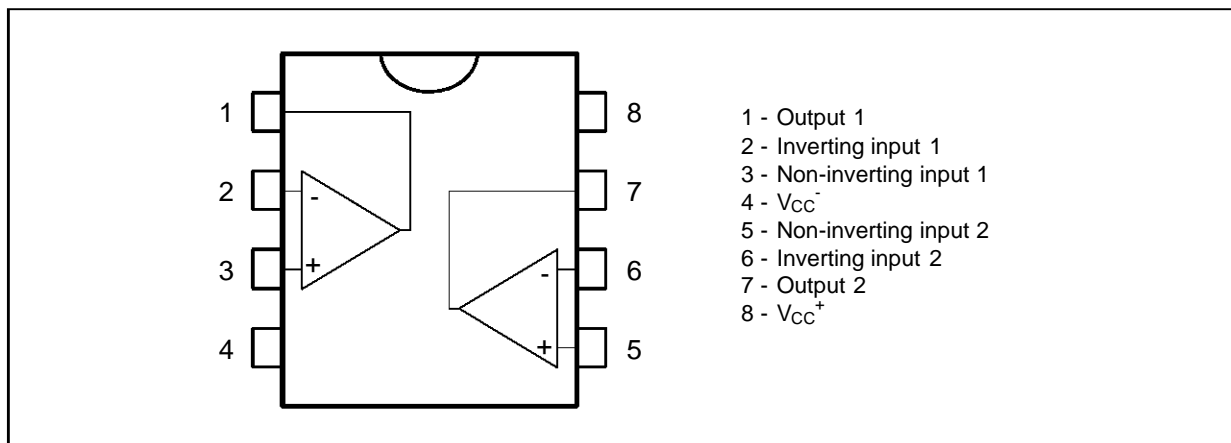 1
2
3
4
8
7
6
5
-
+
-
+
1 - Output 1
2 - Inverting input 1
3 - Non-inverting input 1
4 - VCC-
5 - Non-inverting input 2
6 - Inverting input 2
7 - Output 2
8 - VCC+